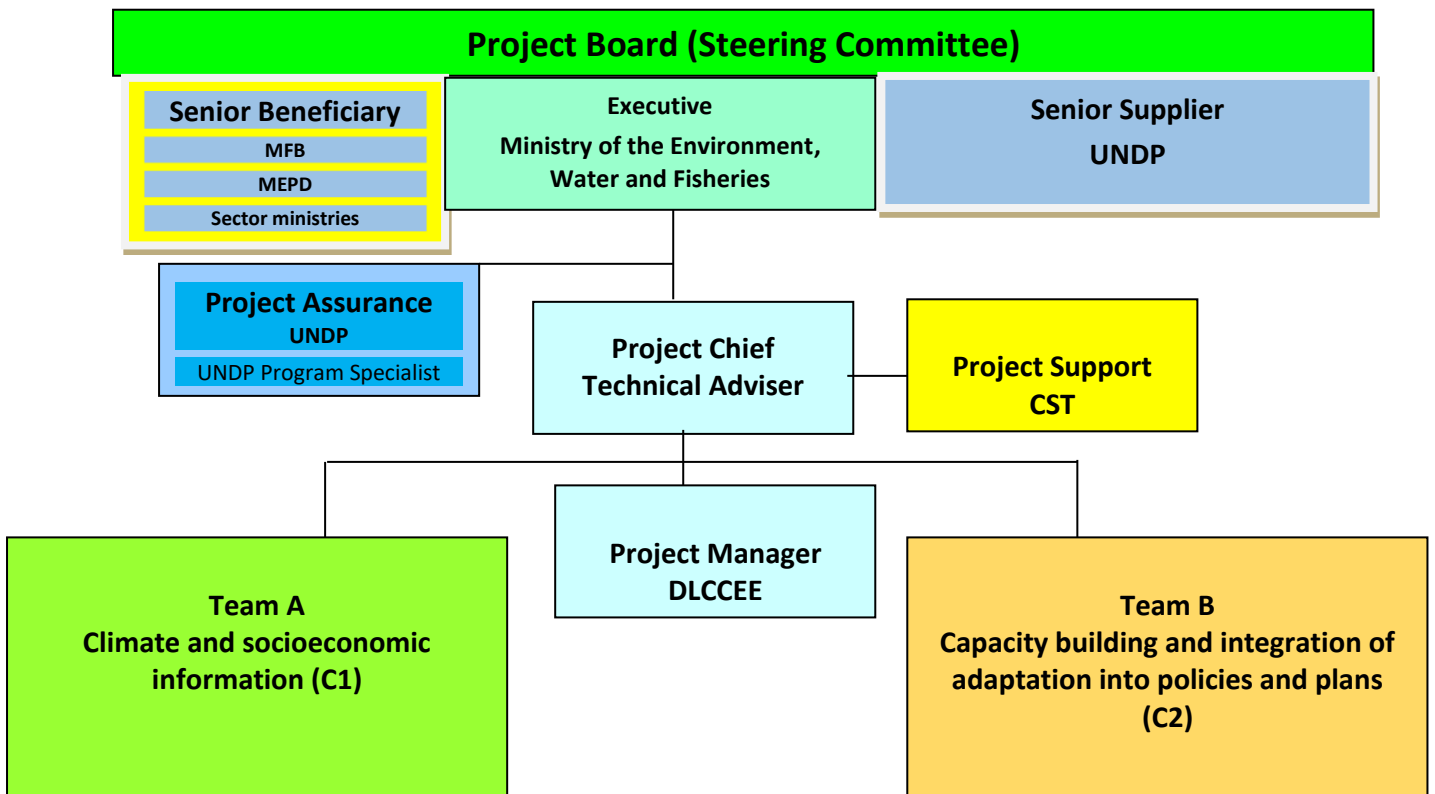 Project Board (Steering Committee)
Senior Beneficiary
MFB
MEPD
Sector ministries
Executive
Ministry of the Environment,
Water and Fisheries
Senior Supplier
UNDP
Project Assurance
UNDP
UNDP Program Specialist
Project Chief
Technical Adviser
Project Support
CST
Project Manager
DLCCEE
Team A
Climate and socioeconomic
information (C1)
Team B
Capacity building and integration of
adaptation into policies and plans
(C2)